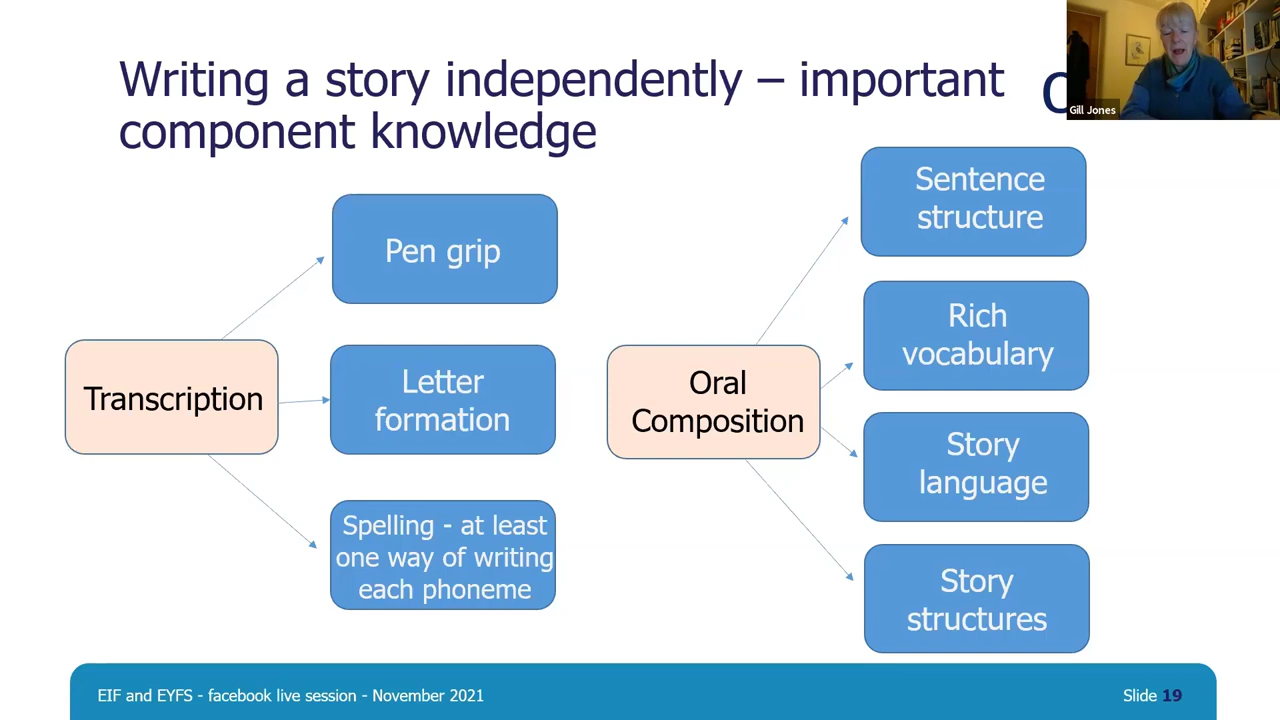 Writing a story independently – important
component knowledge
Gill Jones
Transcription
Pen grip
Letter
formation
Spelling - at least
one way of writing
each phoneme
Oral
Composition
Sentence
structure
Rich
vocabulary
Story
language
Story
structures
EIF and EYFS - facebook live session - November 2021
Slide 19